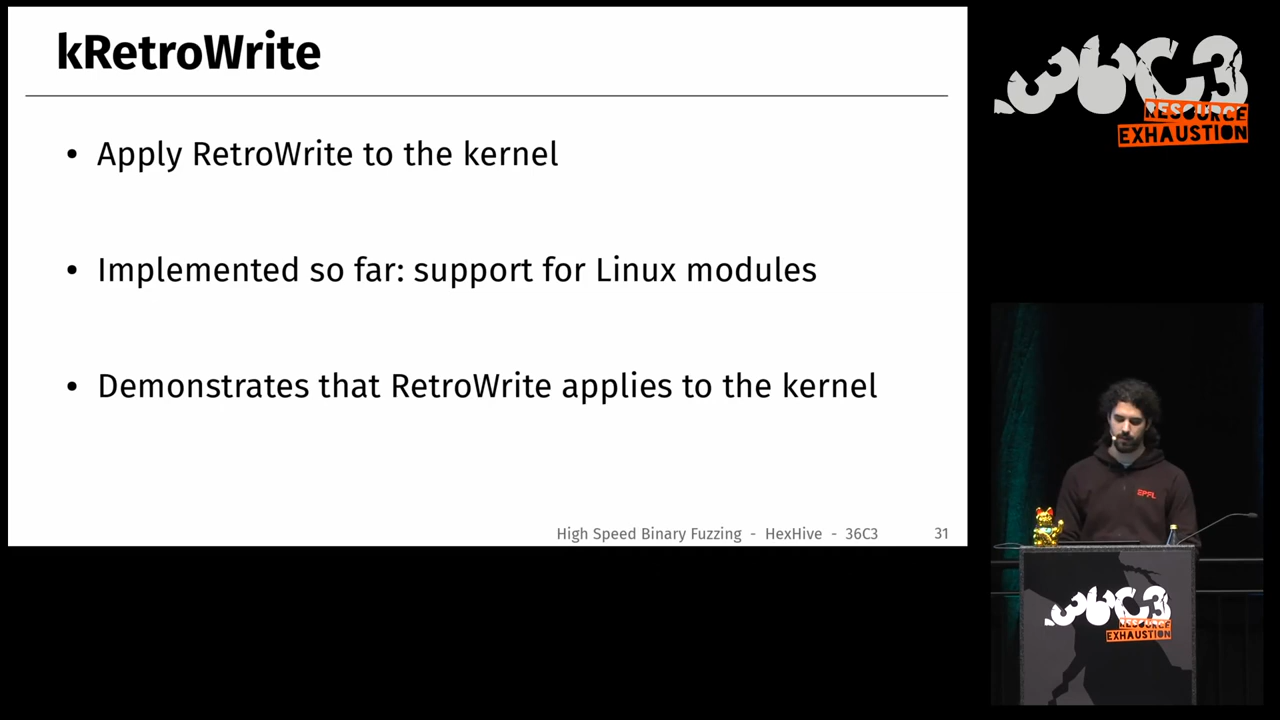 kRetroWrite
• Apply RetroWrite to the kernel
• Implemented so far: support for Linux modules
• Demonstrates that RetroWrite applies to the kernel
High Speed Binary Fuzzing - HexHive - 36C3 31
36C3
RESOURCE
EXHAUSTION
EPFL
36C3
RESOURCE
EXHAUSTION